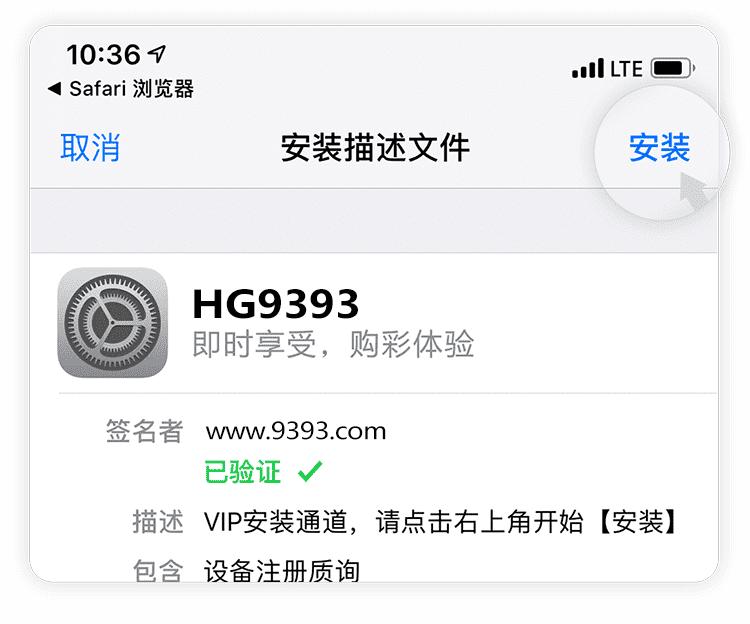 10:36
LTE
Safari 浏览器
取消 安装描述文件 安装
HG9393
即时享受，购彩体验
签名者 www.9393.com
已验证
描述 VIP安装通道，请点击右上角开始【安装】
包含 设备注册质询